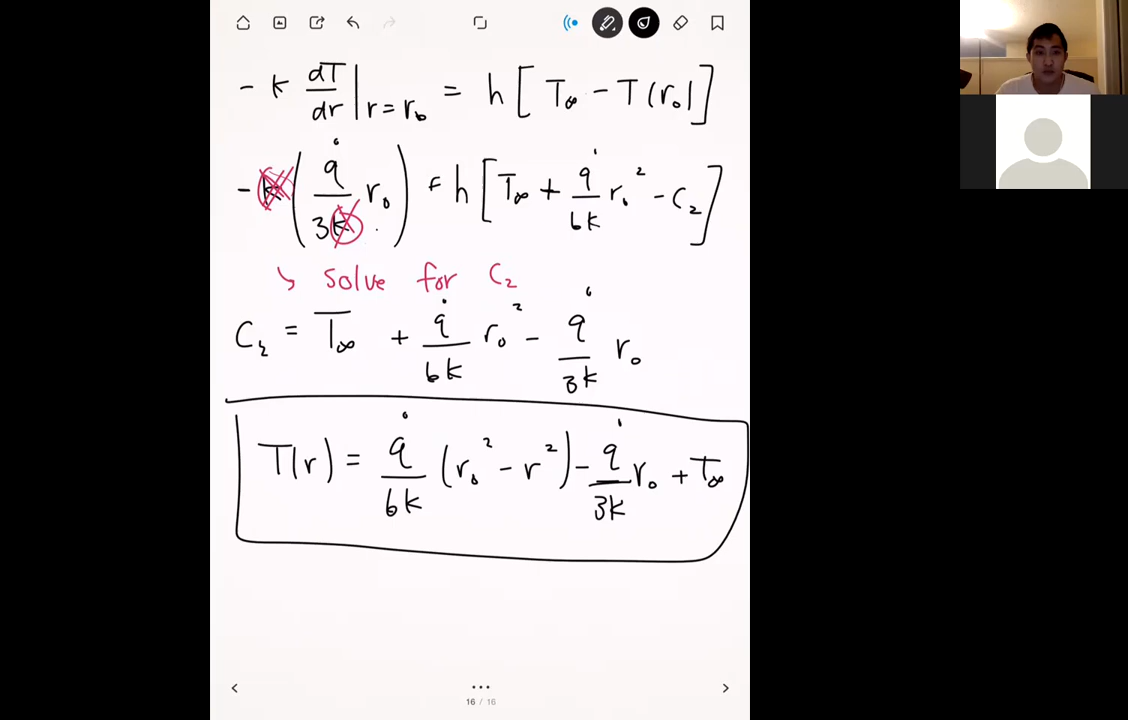 - k dT/dr |r=r₀ = h[T∞ - T(r₀)]
- k(q̇/3k r₀) = h[T∞ + q̇/6k r₀² - C₂]
↳ solve for C₂
C₂ = T∞ + q̇/6k r₀² - q̇/3k r₀
T(r) = q̇/6k (r₀² - r²) - q̇/3k r₀ + T∞
16 / 16